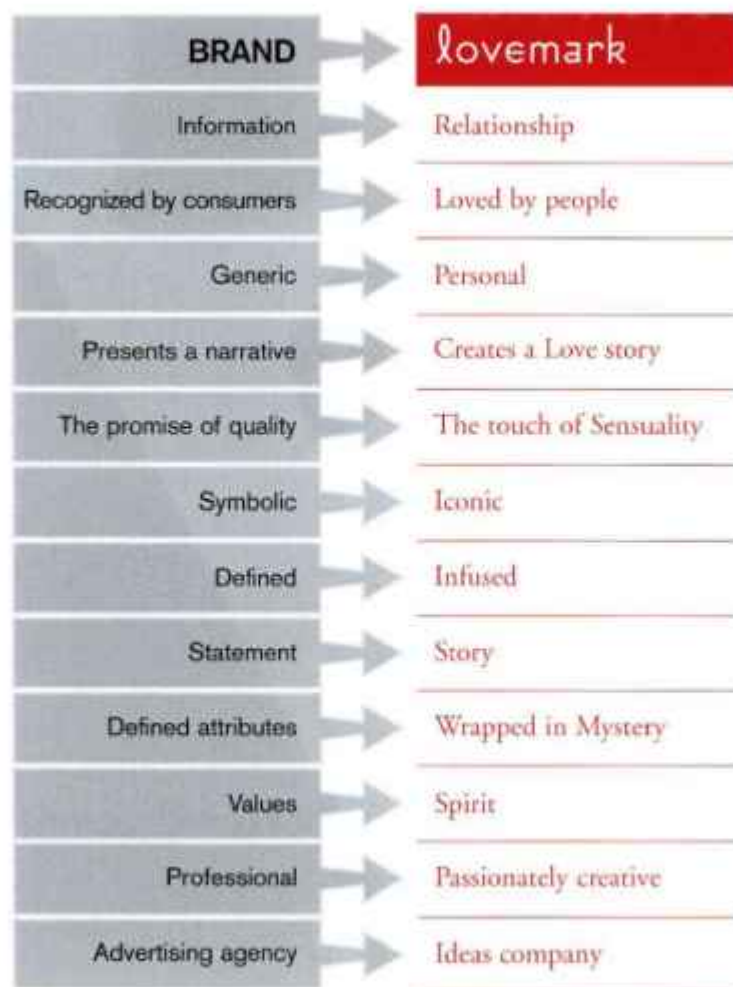 BRAND lovemark
Information Relationship
Recognized by consumers Loved by people
Generic Personal
Presents a narrative Creates a Love story
The promise of quality The touch of Sensuality
Symbolic Iconic
Defined Infused
Statement Story
Defined attributes Wrapped in Mystery
Values Spirit
Professional Passionately creative
Advertising agency Ideas company